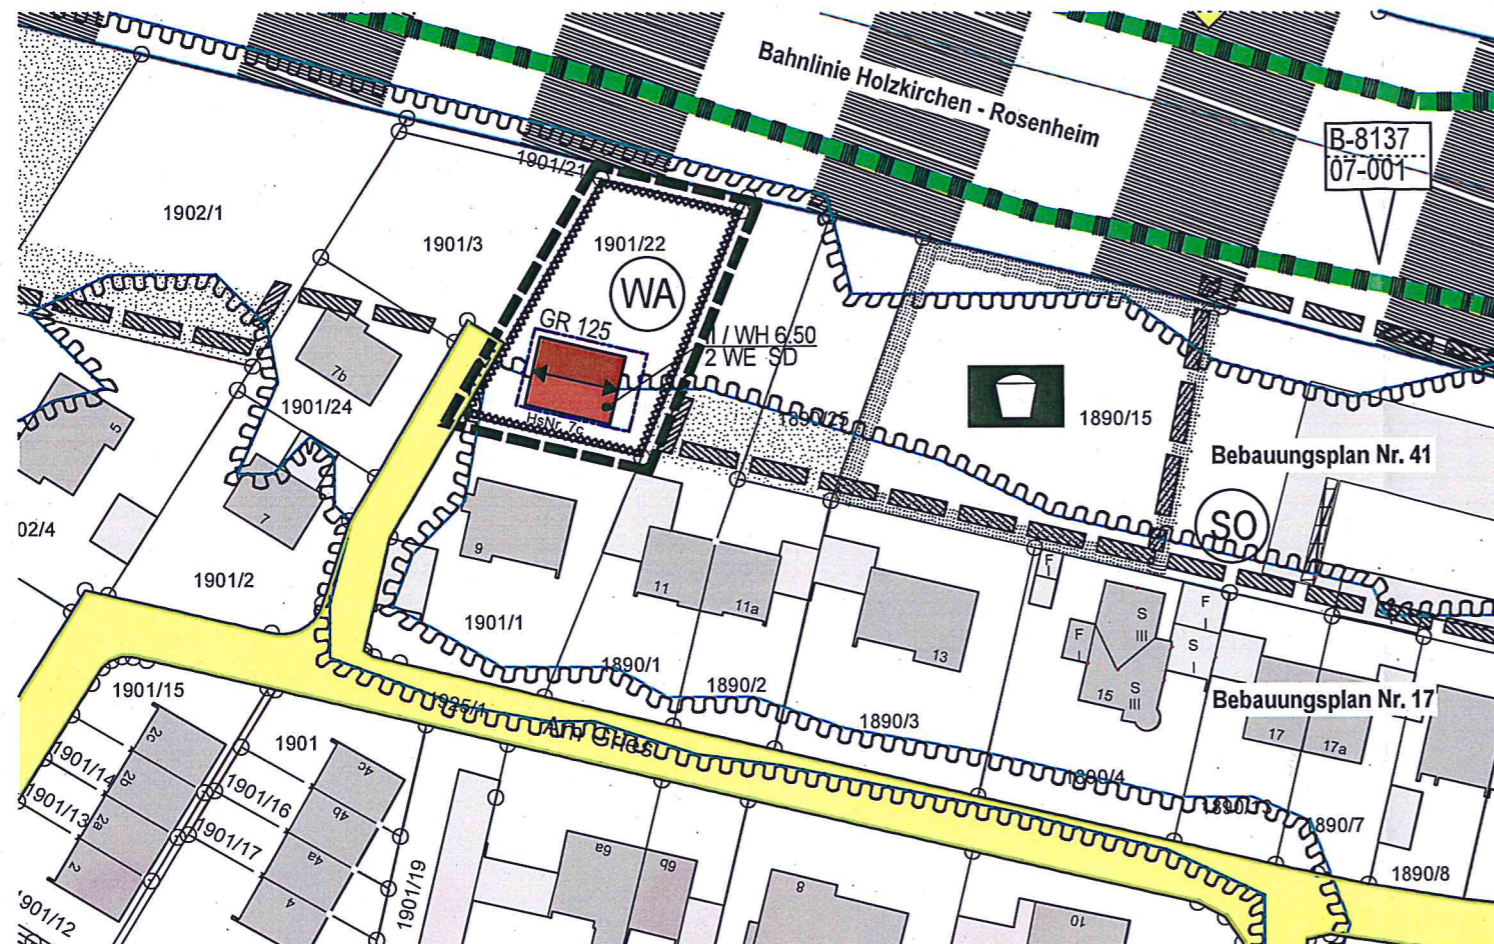 Bahnlinie Holzkirchen - Rosenheim
B-8137
07-001
1901/21
1902/1
1901/3
1901/22
WA
GR 125
I / WH 6.50
2 WE SD
HsNr. 7c
7b
1901/24
5
7
02/4
1901/2
9
1901/1
11
11a
13
1890/25
1890/15
Bebauungsplan Nr. 41
SO
F
I
F
I
S
III
F
I
S
I
S
III
15
Bebauungsplan Nr. 17
17
17a
1890/1
1890/2
1890/3
1890/4
1890/7
1890/8
1925/1
Am Gries
1901/15
1901/14
1901/13
1901/12
2c
2b
2a
2
1901
1901/16
1901/17
4c
4b
4a
4
1901/19
6a
6b
8
10